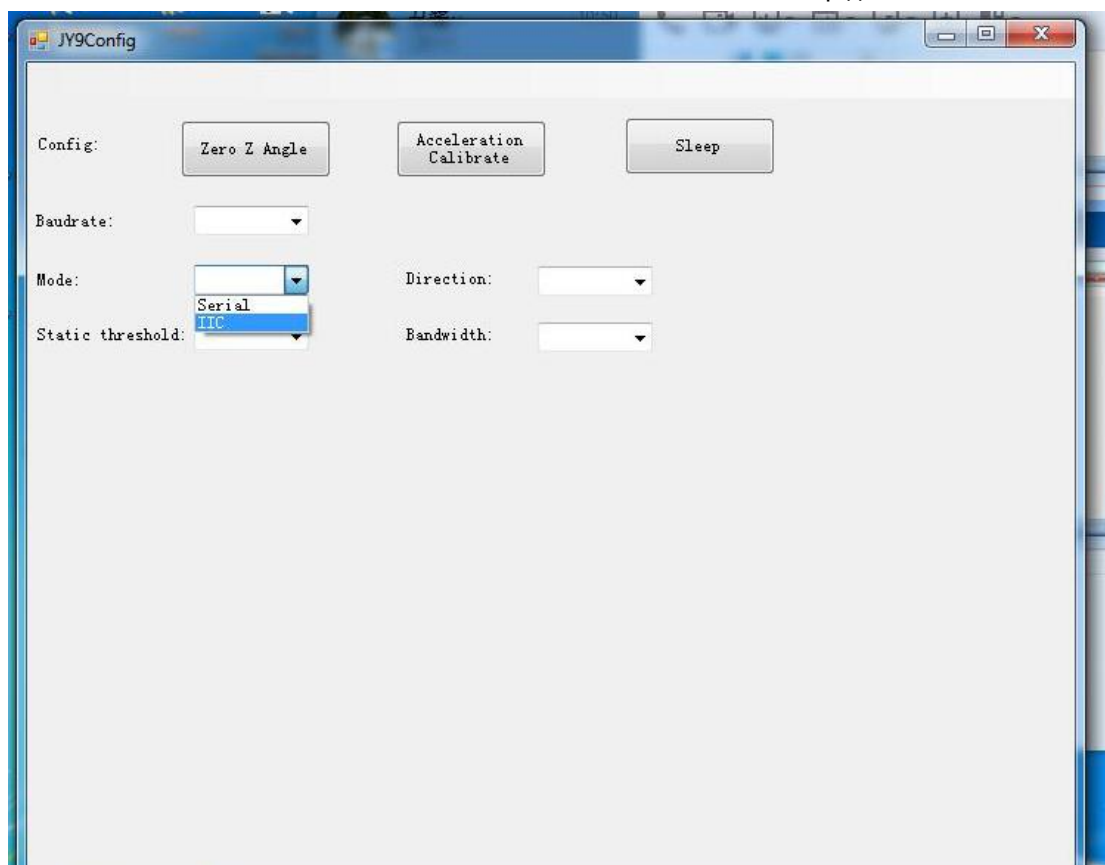 JY9Config
Config:
Zero Z Angle
Acceleration
Calibrate
Sleep
Baudrate:
Mode:
Direction:
Serial
IIC
Static threshold:
Bandwidth: